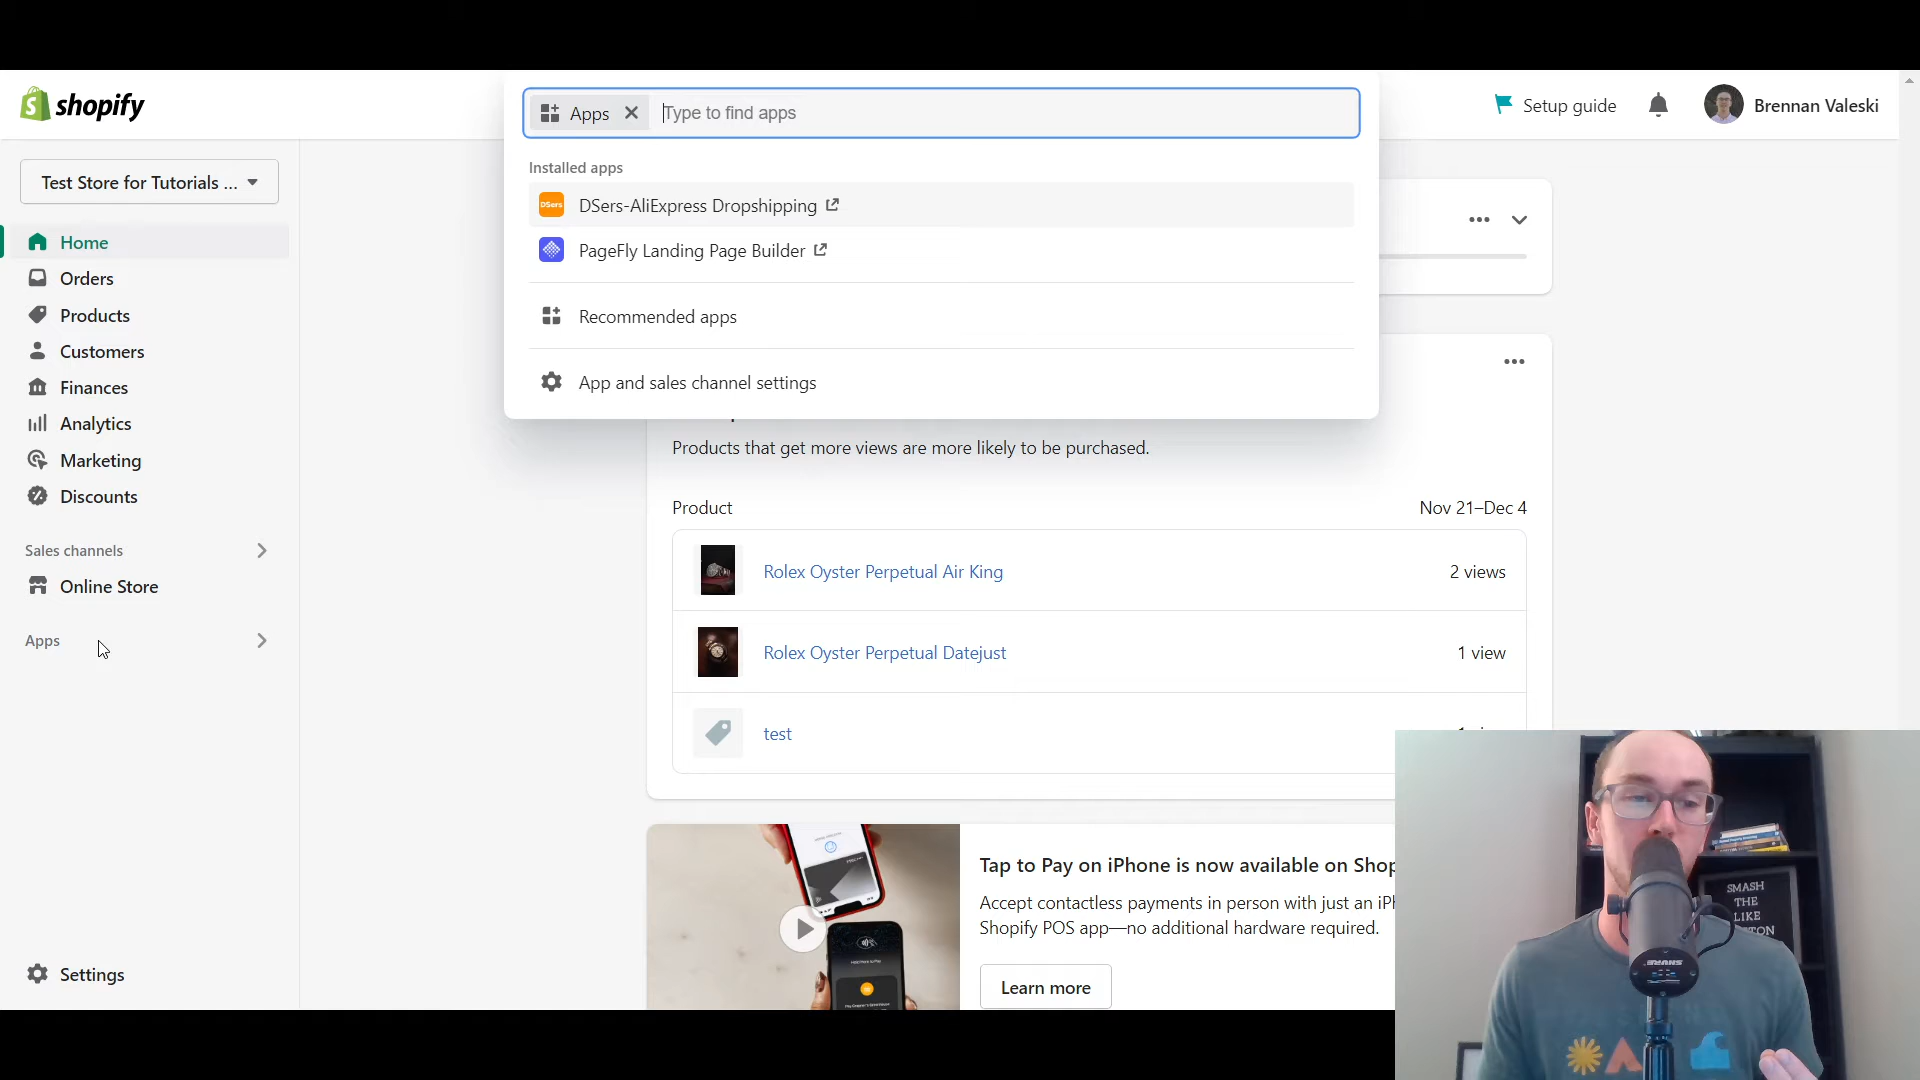 shopify
Apps Type to find apps
Setup guide
Brennan Valeski
Test Store for Tutorials ...
Home
Orders
Products
Customers
Finances
Analytics
Marketing
Discounts
Sales channels
Online Store
Apps
Settings
Installed apps
DSers
DSers-AliExpress Dropshipping
PageFly Landing Page Builder
Recommended apps
App and sales channel settings
Products that get more views are more likely to be purchased.
Product Nov 21–Dec 4
Rolex Oyster Perpetual Air King 2 views
Rolex Oyster Perpetual Datejust 1 view
test
Tap to Pay on iPhone is now available on Shop
Accept contactless payments in person with just an iPh
Shopify POS app—no additional hardware required.
Learn more
SMASH
THE
LIKE
SHURE